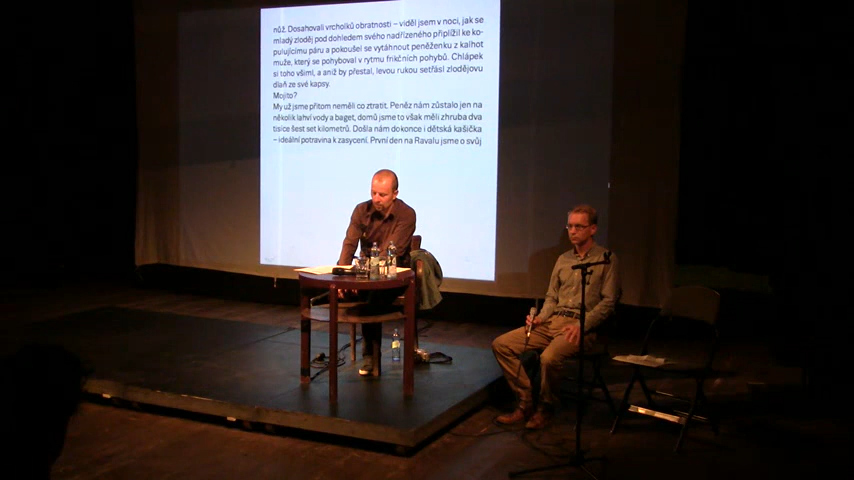 nůž. Dosahovali vrcholků obratnosti – viděl jsem v noci, jak se
mladý zloděj pod dohledem svého nadřízeného připlížil ke ko-
pulujícímu páru a pokoušel se vytáhnout peněženku z kalhot
muže, který se pohyboval v rytmu frikčních pohybů. Chlápek
si toho všiml, a aniž by přestal, levou rukou setřásl zlodějovu
dlaň ze své kapsy.
Mojito?
My už jsme přitom neměli co ztratit. Peněz nám zůstalo jen na
několik lahví vody a baget, domů jsme to však měli zhruba dva
tisíce šest set kilometrů. Došla nám dokonce i dětská kašička
– ideální potravina k zasycení. První den na Ravalu jsme o svůj